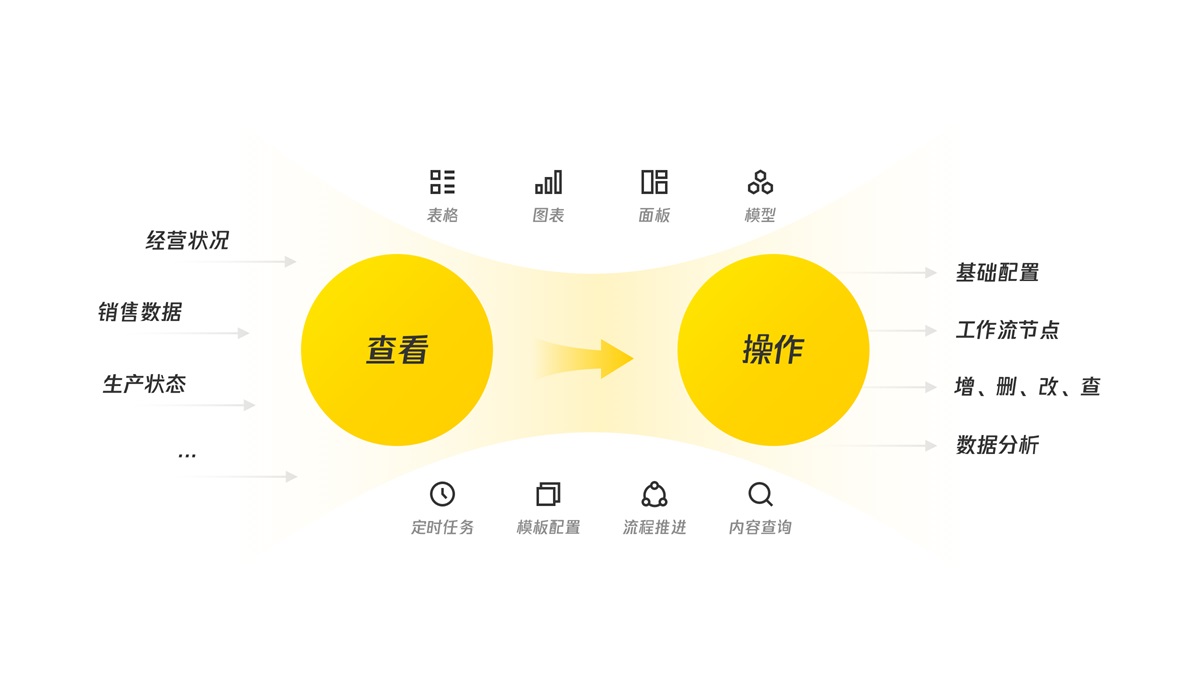 表格
图表
面板
模型
经营状况
销售数据
生产状态
...
查看
操作
基础配置
工作流节点
增、删、改、查
数据分析
定时任务
模板配置
流程推进
内容查询